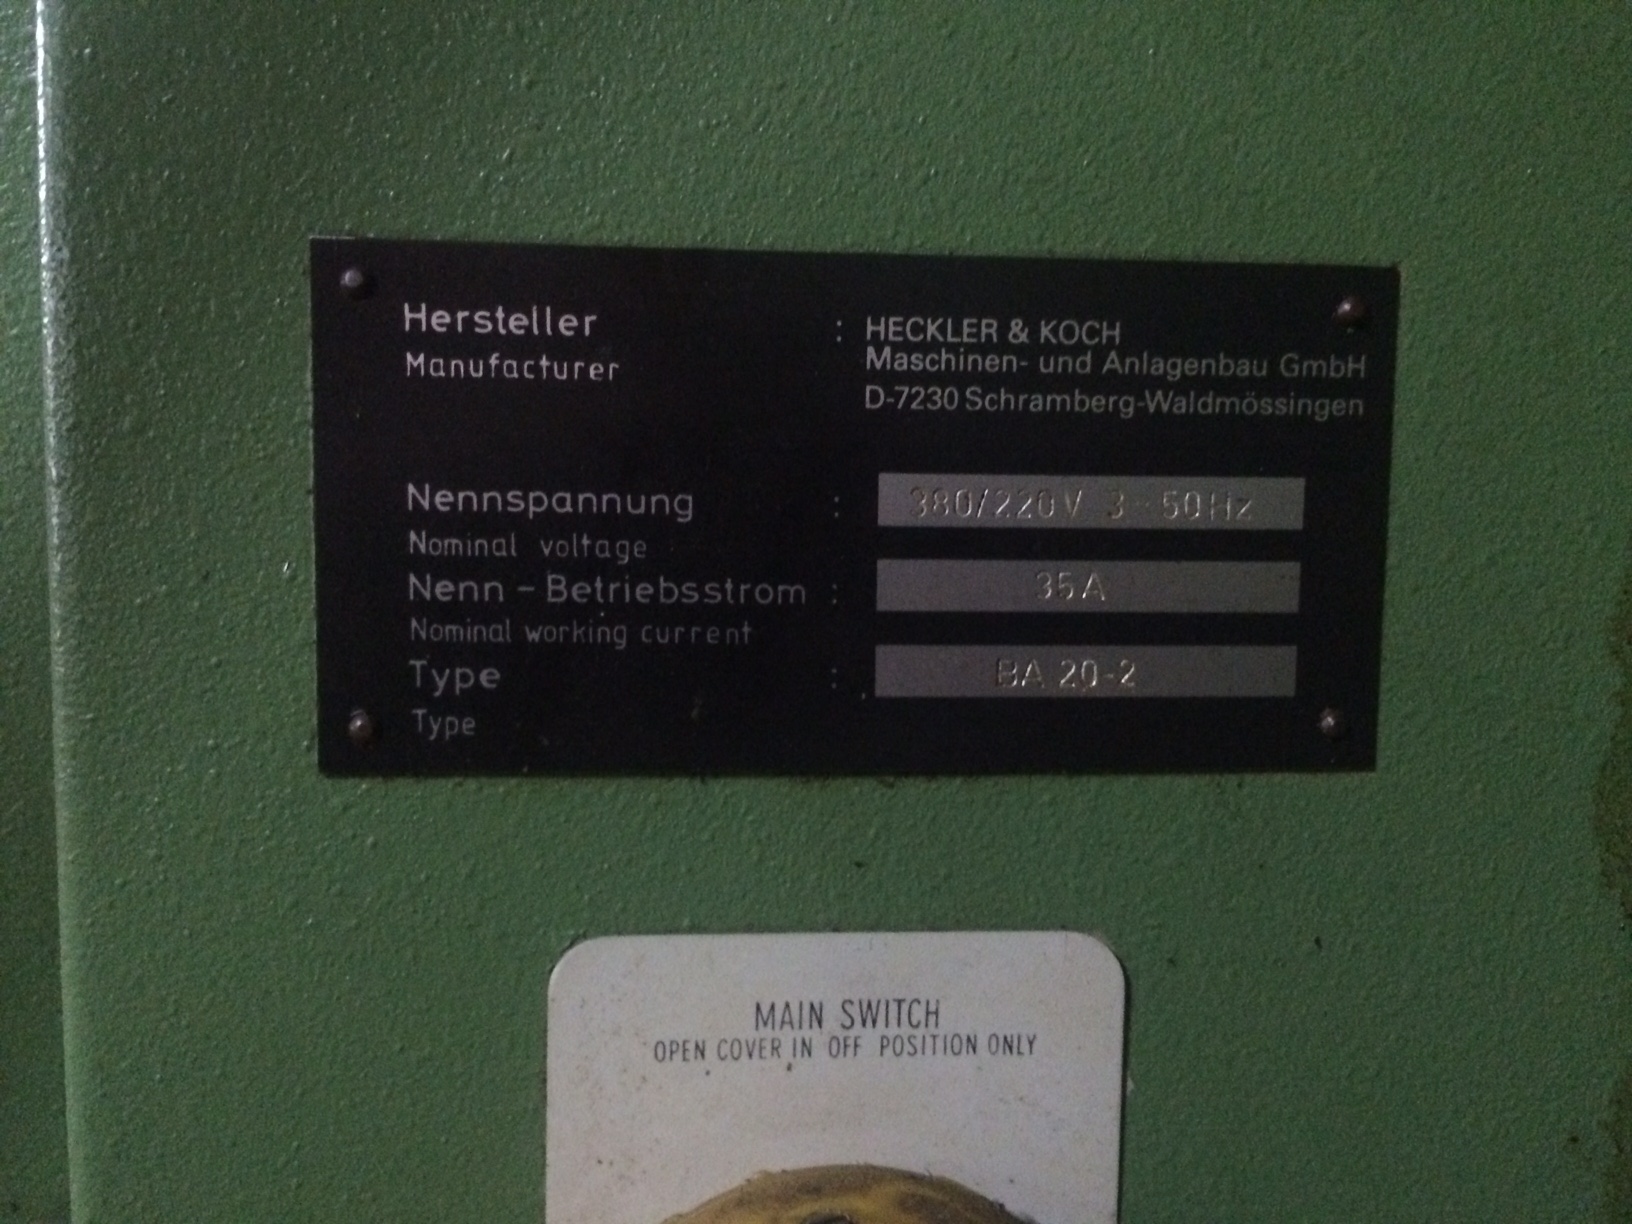 Hersteller : HECKLER & KOCH
Manufacturer Maschinen- und Anlagenbau GmbH
D-7230 Schramberg-Waldmössingen
Nennspannung : 380/220V 3~50Hz
Nominal voltage
Nenn-Betriebsstrom : 35A
Nominal working current
Type : BA 20-2
Type
MAIN SWITCH
OPEN COVER IN OFF POSITION ONLY